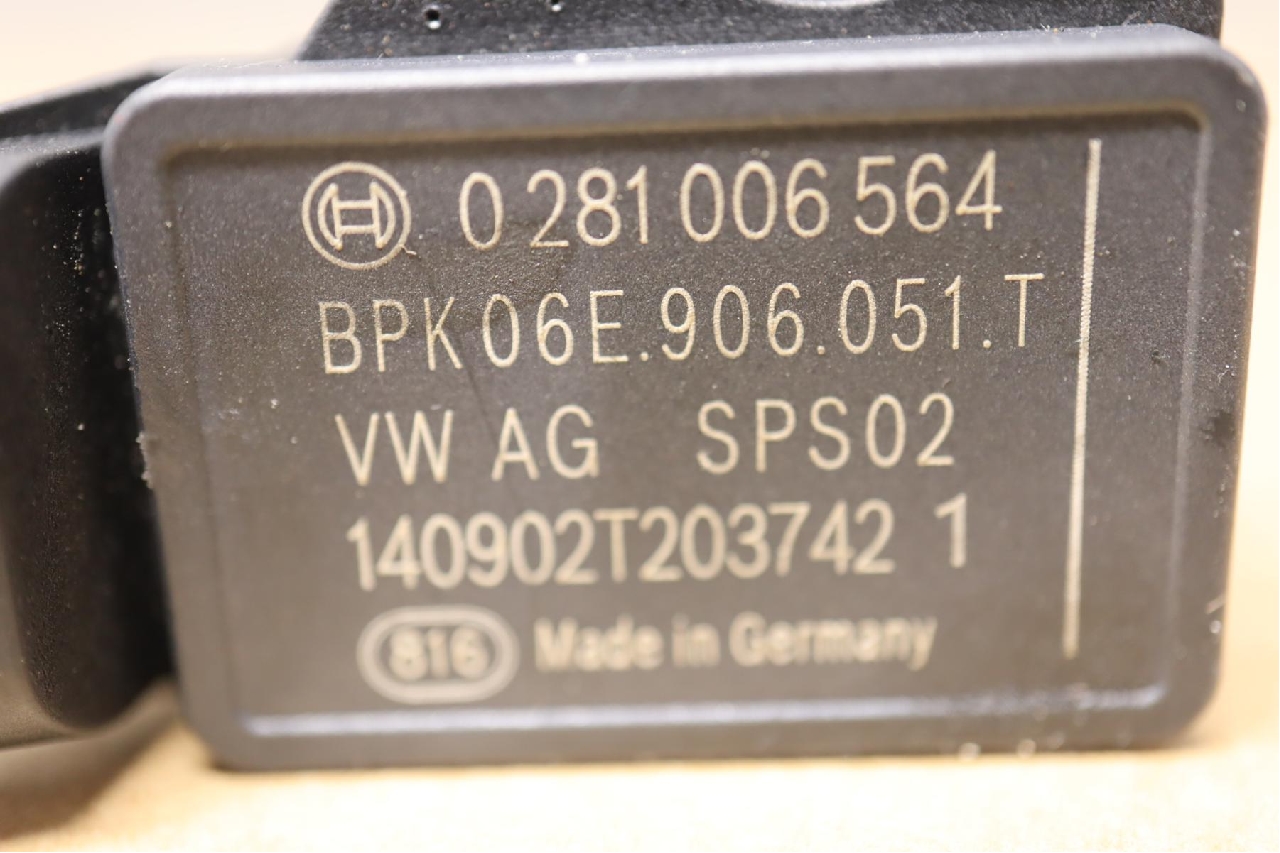 0 281 006 564
BPK 06E.906.051.T
VW AG SPS02
140902T203742 1
816 Made in Germany